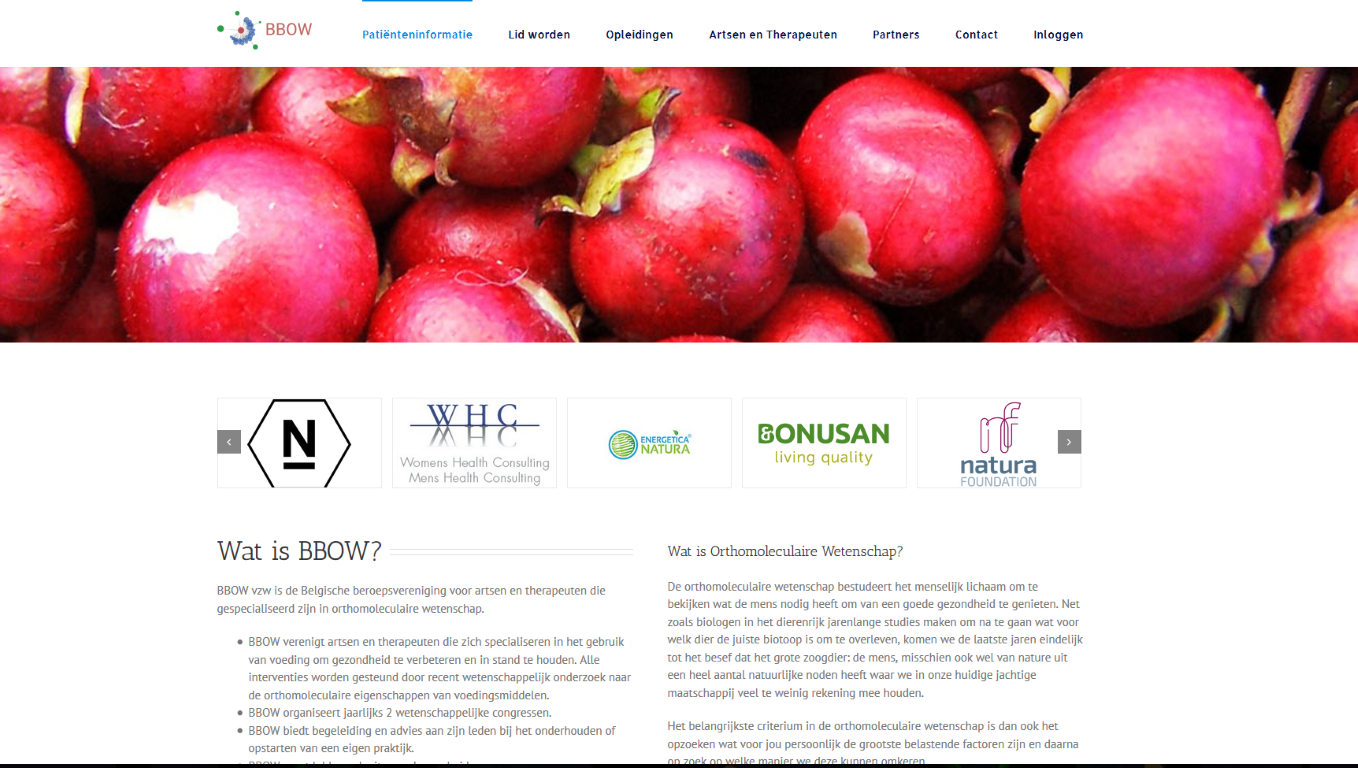 BBOW
Patiënteninformatie
Lid worden
Opleidingen
Artsen en Therapeuten
Partners
Contact
Inloggen
N
WHC
Womens Health Consulting
Mens Health Consulting
ENERGETICA®
NATURA
&BONUSAN
living quality
nf
natura
FOUNDATION
Wat is BBOW?
BBOW vzw is de Belgische beroepsvereniging voor artsen en therapeuten die
gespecialiseerd zijn in orthomoleculaire wetenschap.
BBOW verenigt artsen en therapeuten die zich specialiseren in het gebruik
van voeding om gezondheid te verbeteren en in stand te houden. Alle
interventies worden gesteund door recent wetenschappelijk onderzoek naar
de orthomoleculaire eigenschappen van voedingsmiddelen.
BBOW organiseert jaarlijks 2 wetenschappelijke congressen.
BBOW biedt begeleiding en advies aan zijn leden bij het onderhouden of
opstarten van een eigen praktijk.
Wat is Orthomoleculaire Wetenschap?
De orthomoleculaire wetenschap bestudeert het menselijk lichaam om te
bekijken wat de mens nodig heeft om van een goede gezondheid te genieten. Net
zoals biologen in het dierenrijk jarenlange studies maken om na te gaan wat voor
welk dier de juiste biotoop is om te overleven, komen we de laatste jaren eindelijk
tot het besef dat het grote zoogdier: de mens, misschien ook wel van nature uit
een heel aantal natuurlijke noden heeft waar we in onze huidige jachtige
maatschappij veel te weinig rekening mee houden.
Het belangrijkste criterium in de orthomoleculaire wetenschap is dan ook het
opzoeken wat voor jou persoonlijk de grootste belastende factoren zijn en daarna
op zoek op welke manier we deze kunnen omkeren